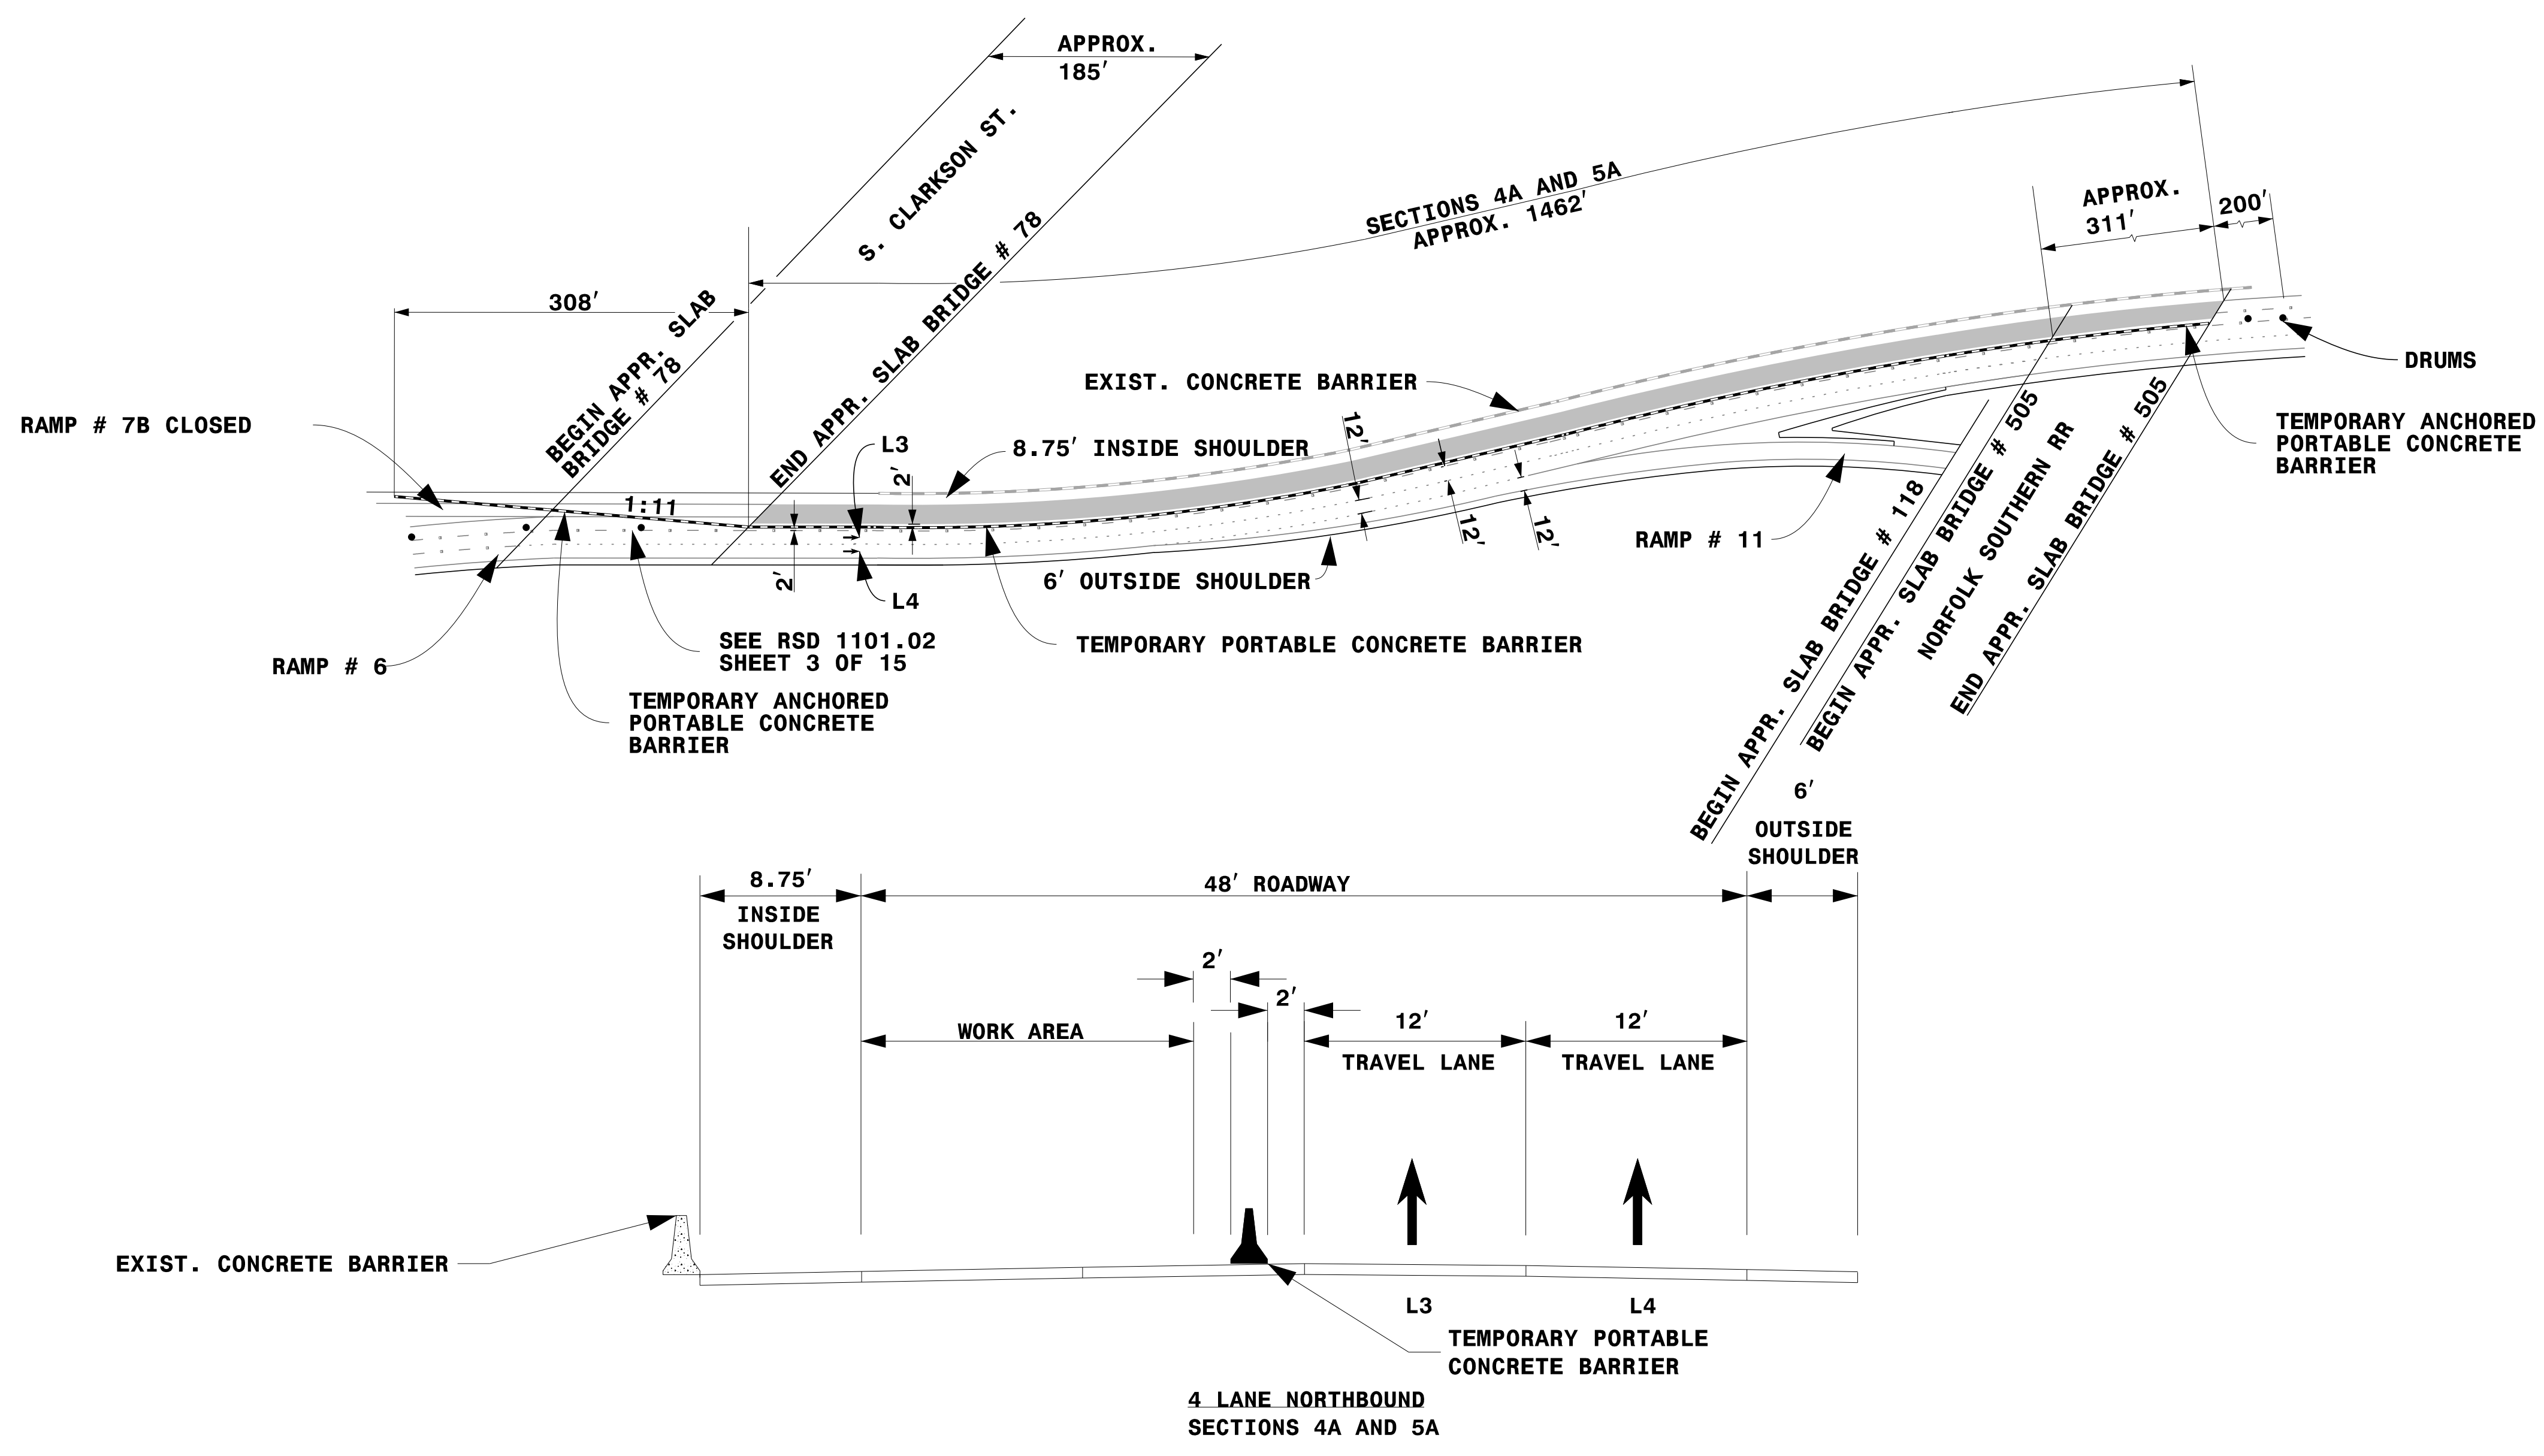 APPROX.
185′
S. CLARKSON ST.
SECTIONS 4A AND 5A
APPROX. 1462′
APPROX.
311′
200′
308′
BEGIN APPR. SLAB
BRIDGE # 78
END APPR. SLAB BRIDGE # 78
EXIST. CONCRETE BARRIER
DRUMS
RAMP # 7B CLOSED
1:11
L3
2′
8.75′ INSIDE SHOULDER
12′
TEMPORARY ANCHORED
PORTABLE CONCRETE
BARRIER
2′
L4
6′ OUTSIDE SHOULDER
12′
12′
RAMP # 11
RAMP # 6
SEE RSD 1101.02
SHEET 3 OF 15
TEMPORARY PORTABLE CONCRETE BARRIER
TEMPORARY ANCHORED
PORTABLE CONCRETE
BARRIER
BEGIN APPR. SLAB BRIDGE # 118
BEGIN APPR. SLAB BRIDGE # 505
NORFOLK SOUTHERN RR
END APPR. SLAB BRIDGE # 505
6′
OUTSIDE
SHOULDER
8.75′
INSIDE
SHOULDER
48′ ROADWAY
2′
2′
WORK AREA
12′
TRAVEL LANE
12′
TRAVEL LANE
EXIST. CONCRETE BARRIER
L3
L4
TEMPORARY PORTABLE
CONCRETE BARRIER
4 LANE NORTHBOUND
SECTIONS 4A AND 5A